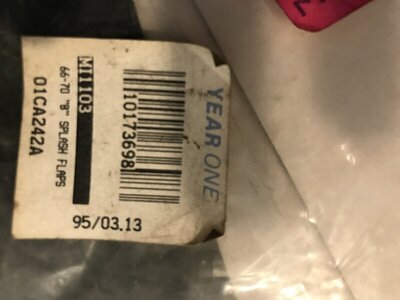 YEAR ONE
10173698
MI1103
66-70 "B" SPLASH FLAPS
01CA242A
95/03.13